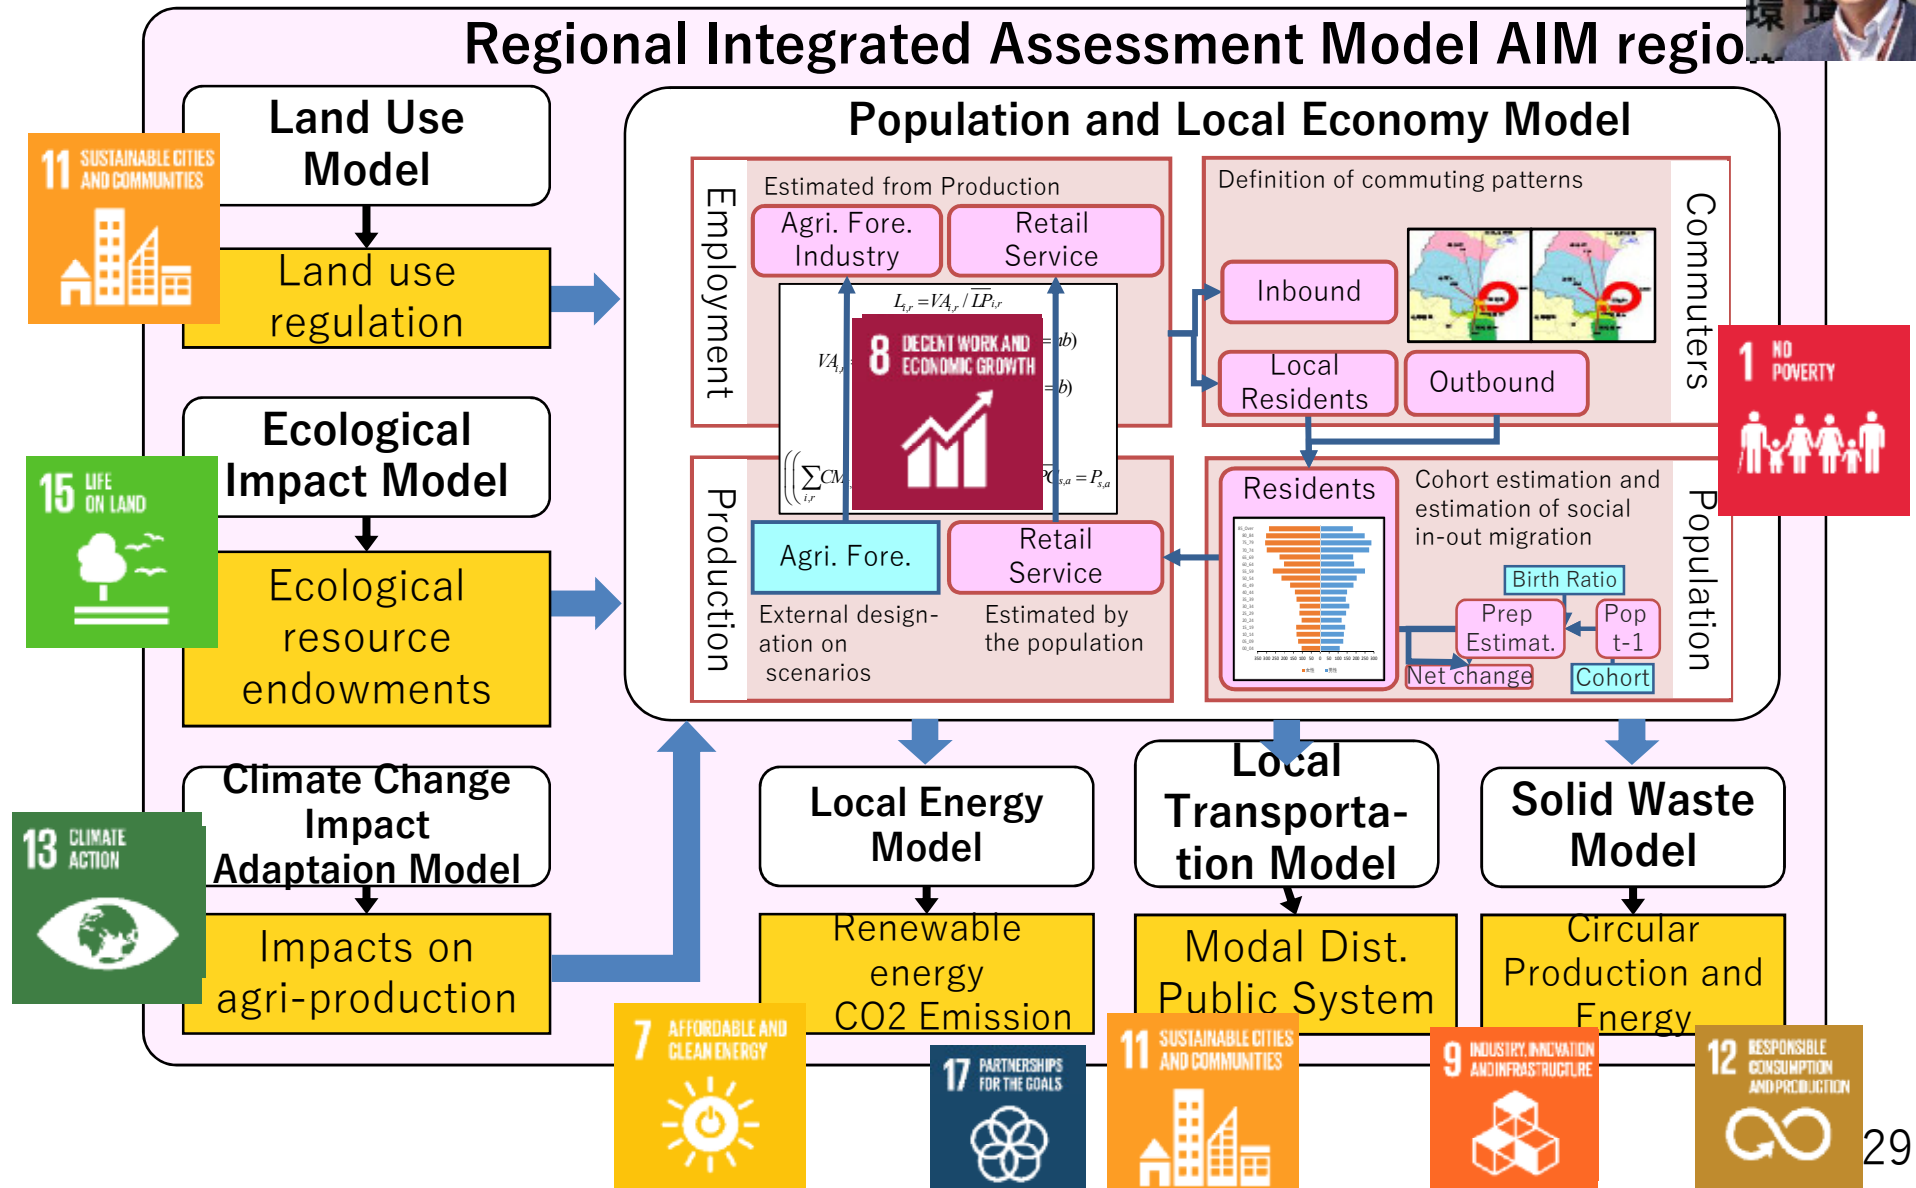 Regional Integrated Assessment Model AIM regio
環 境
Land Use
Model
Population and Local Economy Model
11 SUSTAINABLE CITIES
AND COMMUNITIES
Land use
regulation
Employment
Estimated from Production
Agri. Fore.
Industry
Retail
Service
Definition of commuting patterns
Commuters
Inbound
Local
Residents
Outbound
L_{i,r} = VA_{i,r} / LP_{i,r}
8 DECENT WORK AND
ECONOMIC GROWTH
1 NO
POVERTY
Ecological
Impact Model
15 LIFE
ON LAND
Ecological
resource
endowments
Production
Agri. Fore.
Retail
Service
External design-
ation on
scenarios
Estimated by
the population
Residents
Cohort estimation and
estimation of social
in-out migration
Population
Birth Ratio
Prep
Estimat.
Pop
t-1
Net change
Cohort
Climate Change
Impact
Adaptaion Model
13 CLIMATE
ACTION
Impacts on
agri-production
Local Energy
Model
Local
Transporta-
tion Model
Solid Waste
Model
Renewable
energy
CO2 Emission
Modal Dist.
Public System
Circular
Production and
Energy
7 AFFORDABLE AND
CLEAN ENERGY
17 PARTNERSHIPS
FOR THE GOALS
11 SUSTAINABLE CITIES
AND COMMUNITIES
9 INDUSTRY, INNOVATION
AND INFRASTRUCTURE
12 RESPONSIBLE
CONSUMPTION
AND PRODUCTION
29